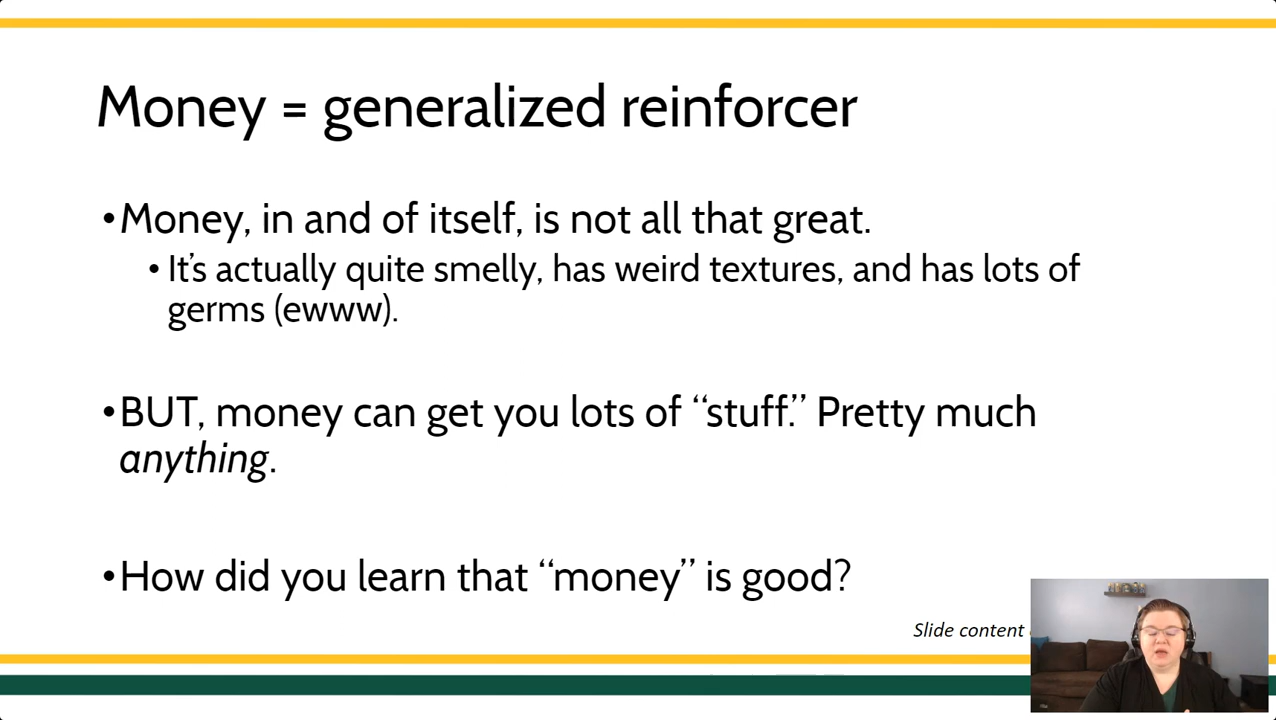 Money = generalized reinforcer
•Money, in and of itself, is not all that great.
•It’s actually quite smelly, has weird textures, and has lots of
germs (ewww).
•BUT, money can get you lots of “stuff.” Pretty much
anything.
•How did you learn that “money” is good?
Slide content